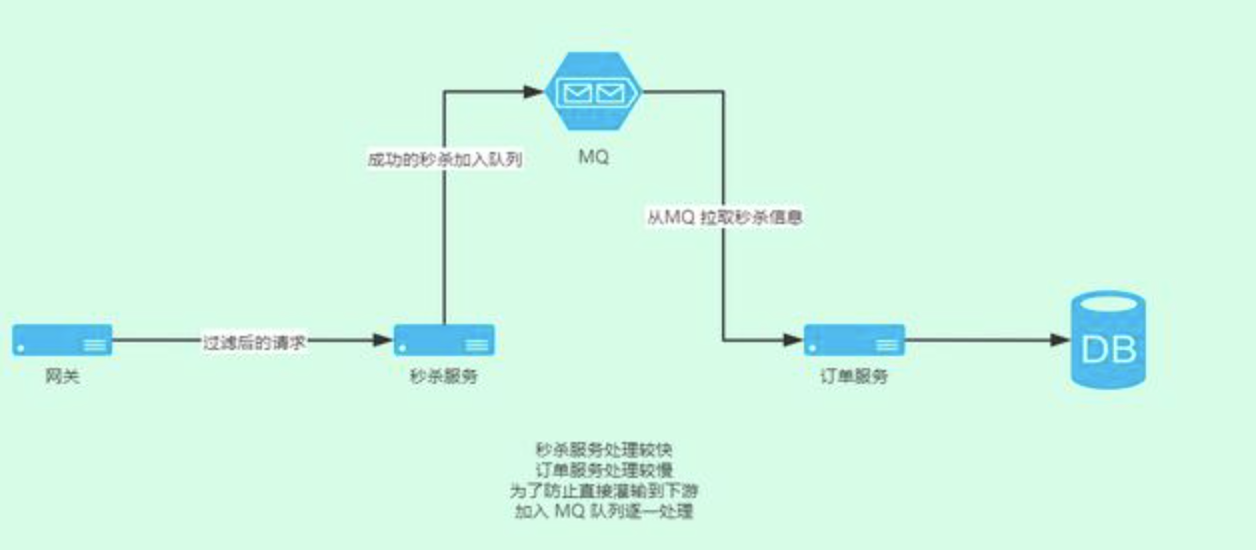 MQ
成功的秒杀加入队列
从MQ 拉取秒杀信息
过滤后的请求
DB
网关
秒杀服务
订单服务
秒杀服务处理较快
订单服务处理较慢
为了防止直接灌输到下游
加入 MQ 队列逐一处理